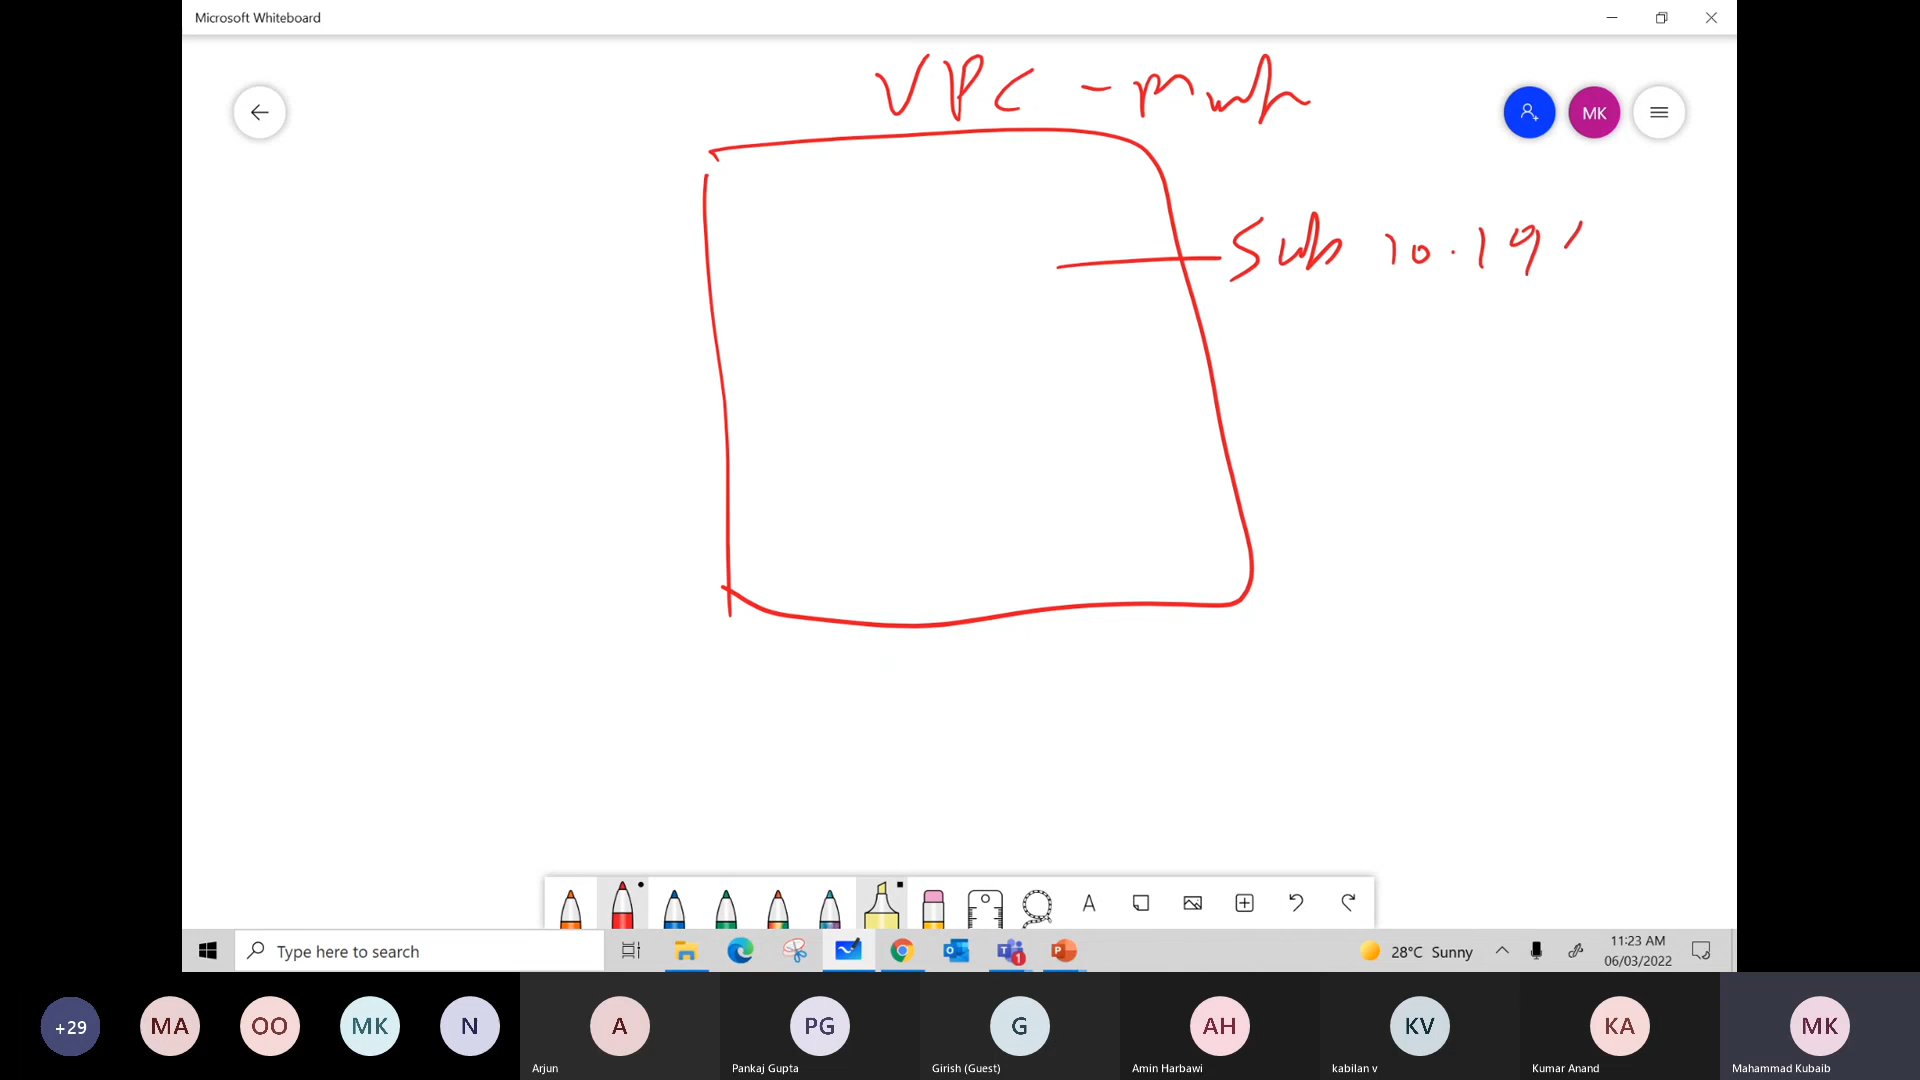 Microsoft Whiteboard
VPC -
MK
Sub 10.19
A
Type here to search
1
28°C Sunny
11:23 AM
06/03/2022
+29
MA
OO
MK
N
A
PG
G
AH
KV
KA
MK
Arjun
Pankaj Gupta
Girish (Guest)
Amin Harbawi
kabilan v
Kumar Anand
Mahammad Kubaib